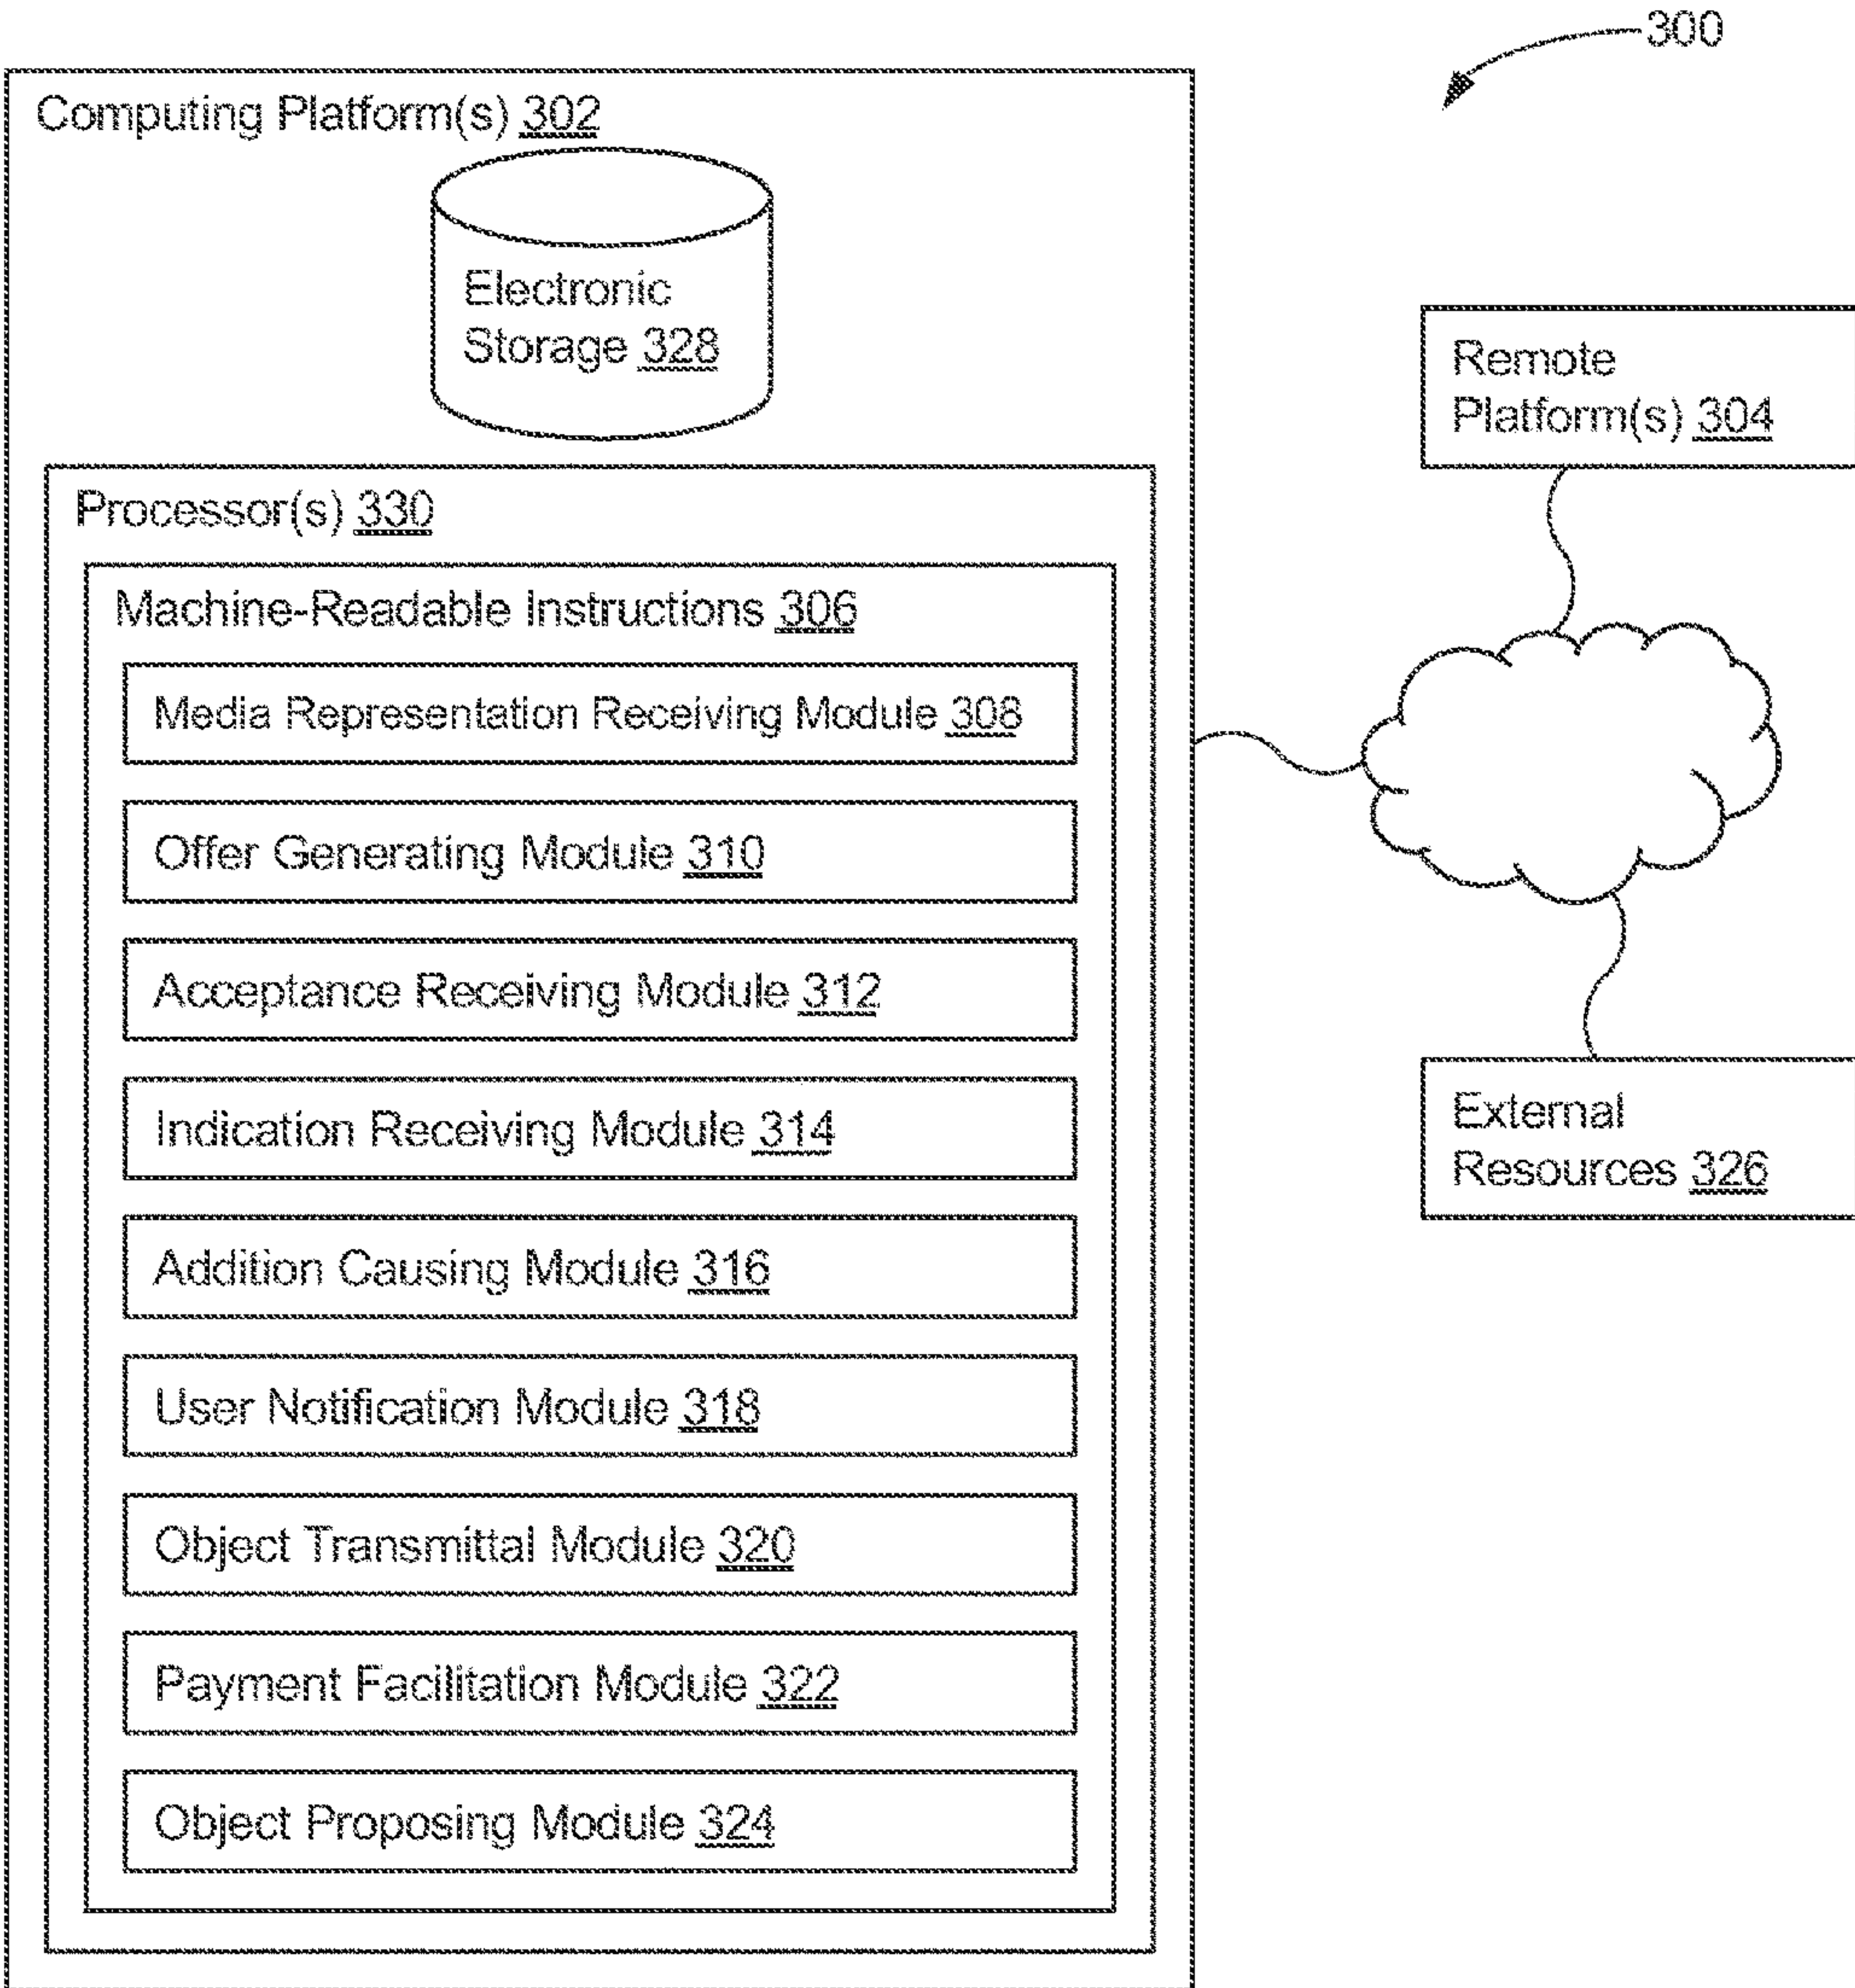 300
Computing Platform(s) 302
Electronic
Storage 328
Remote
Platform(s) 304
Processor(s) 330
Machine-Readable Instructions 306
Media Representation Receiving Module 308
Offer Generating Module 310
Acceptance Receiving Module 312
Indication Receiving Module 314
External
Resources 326
Addition Causing Module 316
User Notification Module 318
Object Transmittal Module 320
Payment Facilitation Module 322
Object Proposing Module 324